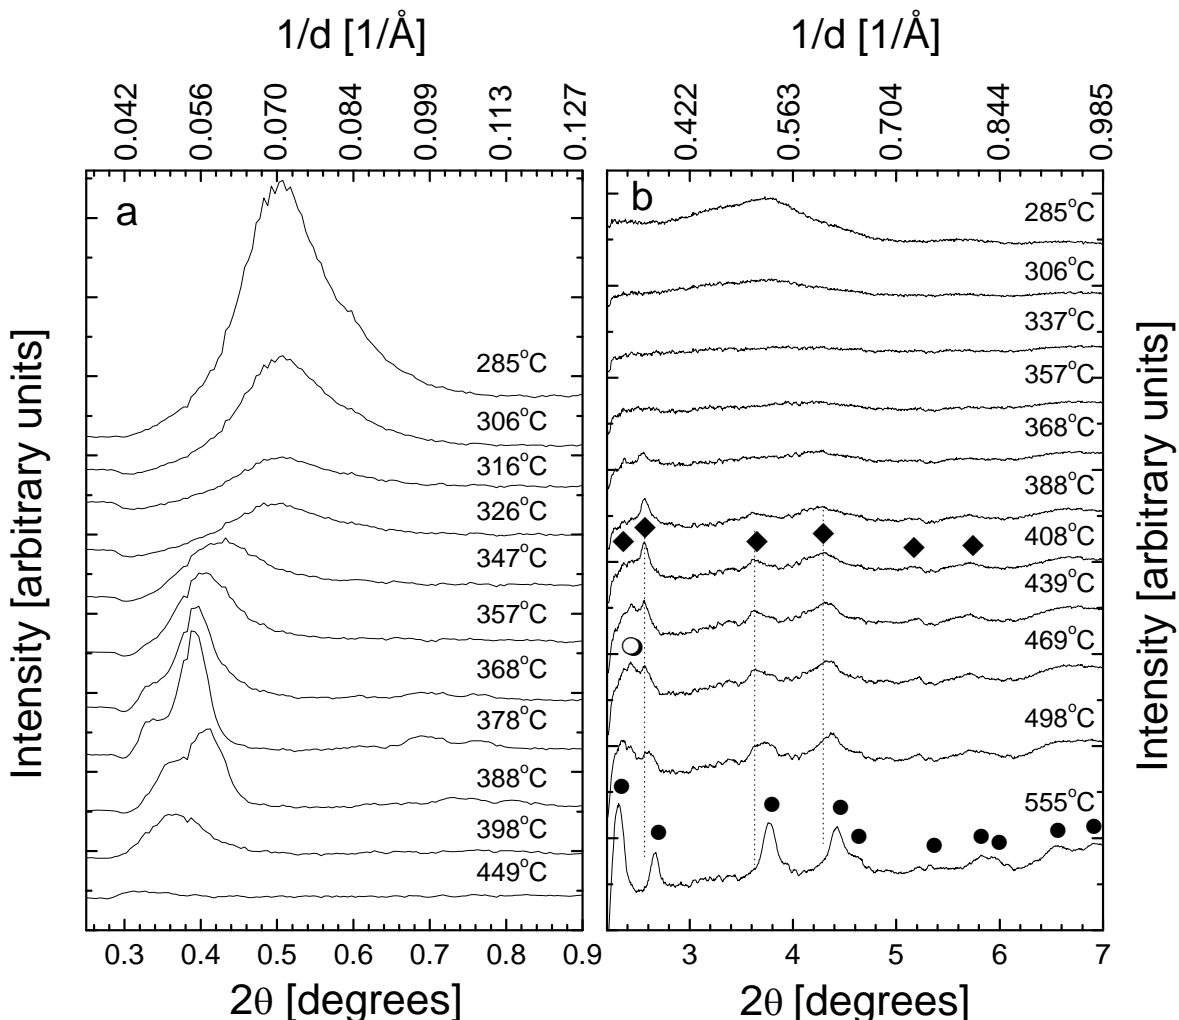 1/d [1/Å]
1/d [1/Å]
0.042 0.056 0.070 0.084 0.099 0.113 0.127
0.422 0.563 0.704 0.844 0.985
a
285°C
306°C
316°C
326°C
347°C
357°C
368°C
378°C
388°C
398°C
449°C
b
285°C
306°C
337°C
357°C
368°C
388°C
408°C
439°C
469°C
498°C
555°C
Intensity [arbitrary units]
Intensity [arbitrary units]
0.3 0.4 0.5 0.6 0.7 0.8 0.9
3 4 5 6 7
2θ [degrees]
2θ [degrees]